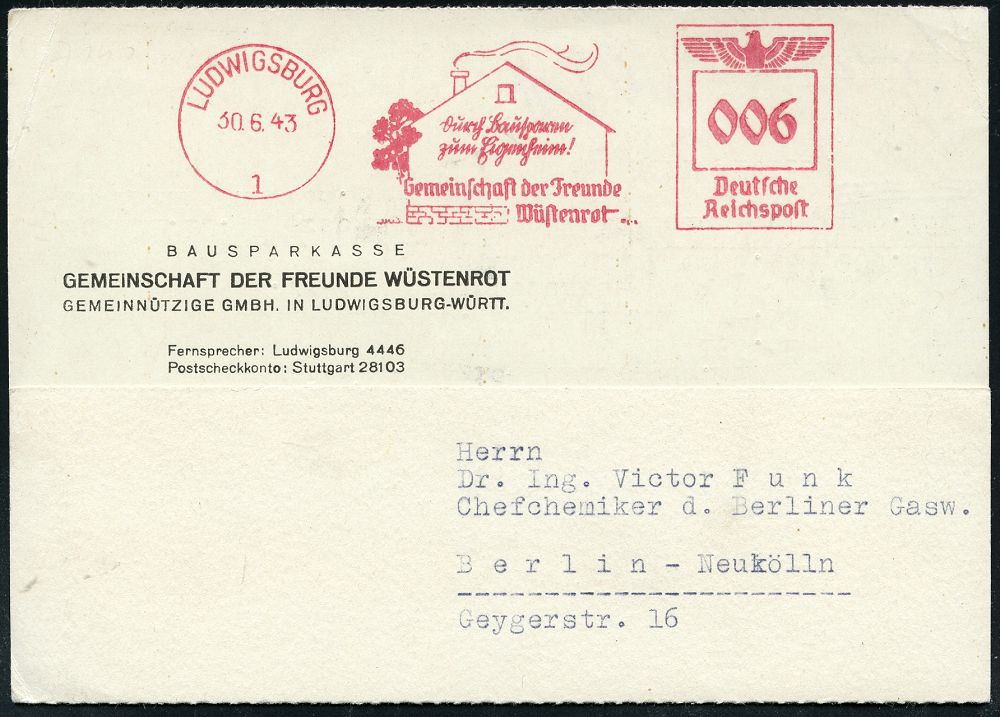 LUDWIGSBURG
30.6.43
1
Durch Bausparen
zum Eigenheim!
Gemeinschaft der Freunde
Wüstenrot
006
Deutsche
Reichspost
BAUSPARKASSE
GEMEINSCHAFT DER FREUNDE WÜSTENROT
GEMEINNÜTZIGE GMBH. IN LUDWIGSBURG-WÜRTT.
Fernsprecher: Ludwigsburg 4446
Postscheckkonto: Stuttgart 28103
Herrn
Dr. Ing. Victor F u n k
Chefchemiker d. Berliner Gasw.
B e r l i n - Neukölln
Geygerstr. 16